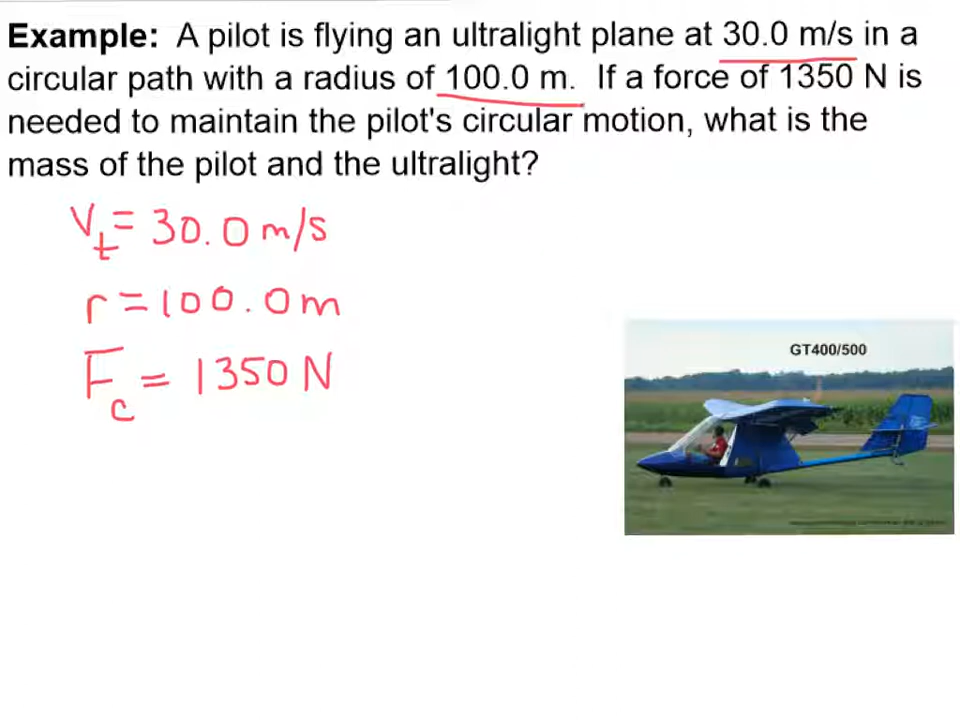 Example: A pilot is flying an ultralight plane at 30.0 m/s in a
circular path with a radius of 100.0 m. If a force of 1350 N is
needed to maintain the pilot's circular motion, what is the
mass of the pilot and the ultralight?
Vt = 30.0 m/s
r = 100.0 m
Fc = 1350 N
GT400/500